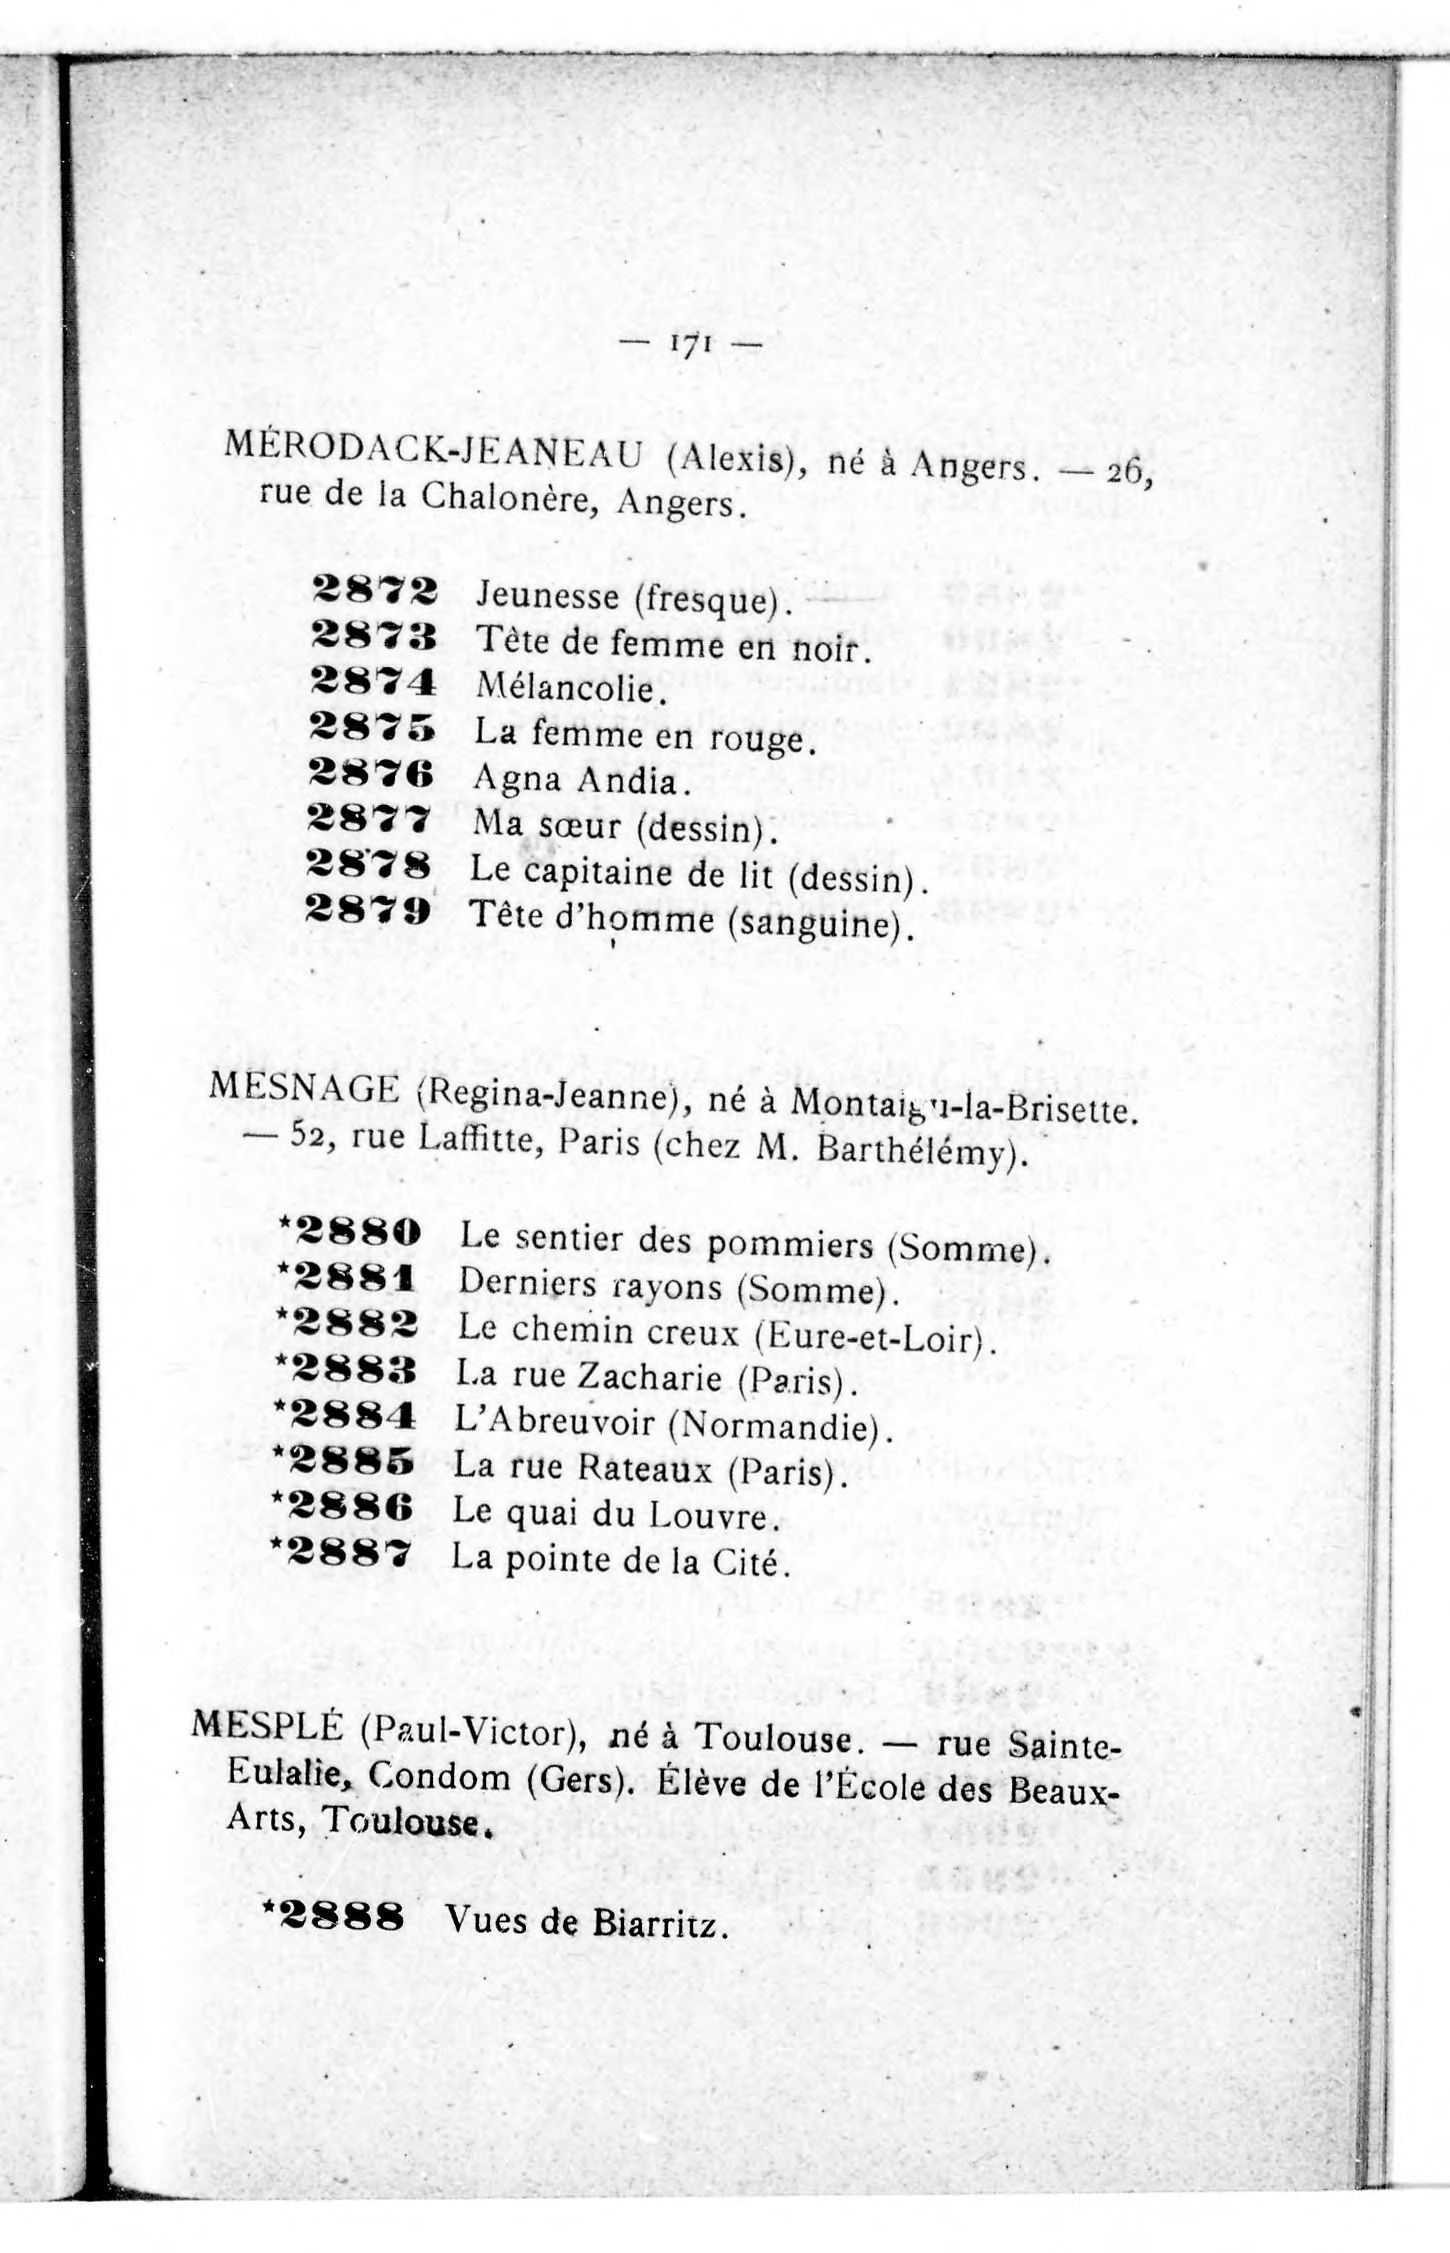 — 171 —
MÉRODACK-JEANEAU (Alexis), né à Angers. — 26,
rue de la Chalonère, Angers.
2872 Jeunesse (fresque).
2873 Tête de femme en noir.
2874 Mélancolie.
2875 La femme en rouge.
2876 Agna Andia.
2877 Ma sœur (dessin).
2878 Le capitaine de lit (dessin).
2879 Tête d'homme (sanguine).
MESNAGE (Regina-Jeanne), né à Montaigu-la-Brisette.
— 52, rue Laffitte, Paris (chez M. Barthélémy).
*2880 Le sentier des pommiers (Somme).
*2881 Derniers rayons (Somme).
*2882 Le chemin creux (Eure-et-Loir).
*2883 La rue Zacharie (Paris).
*2884 L'Abreuvoir (Normandie).
*2885 La rue Rateaux (Paris).
*2886 Le quai du Louvre.
*2887 La pointe de la Cité.
MESPLÉ (Paul-Victor), né à Toulouse. — rue Sainte-
Eulalie, Condom (Gers). Élève de l'École des Beaux-
Arts, Toulouse.
*2888 Vues de Biarritz.